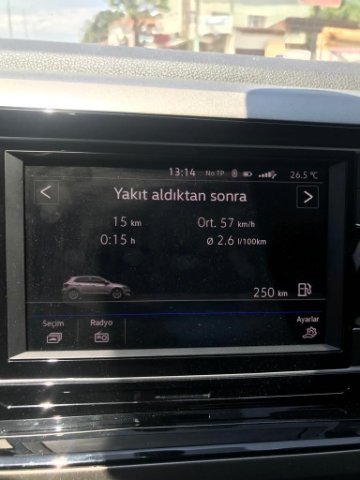 13:14 No TP 26.5 °C
Yakıt aldıktan sonra
15 km Ort. 57 km/h
0:15 h Ø 2.6 l/100km
250 km
Seçim Radyo Ayarlar